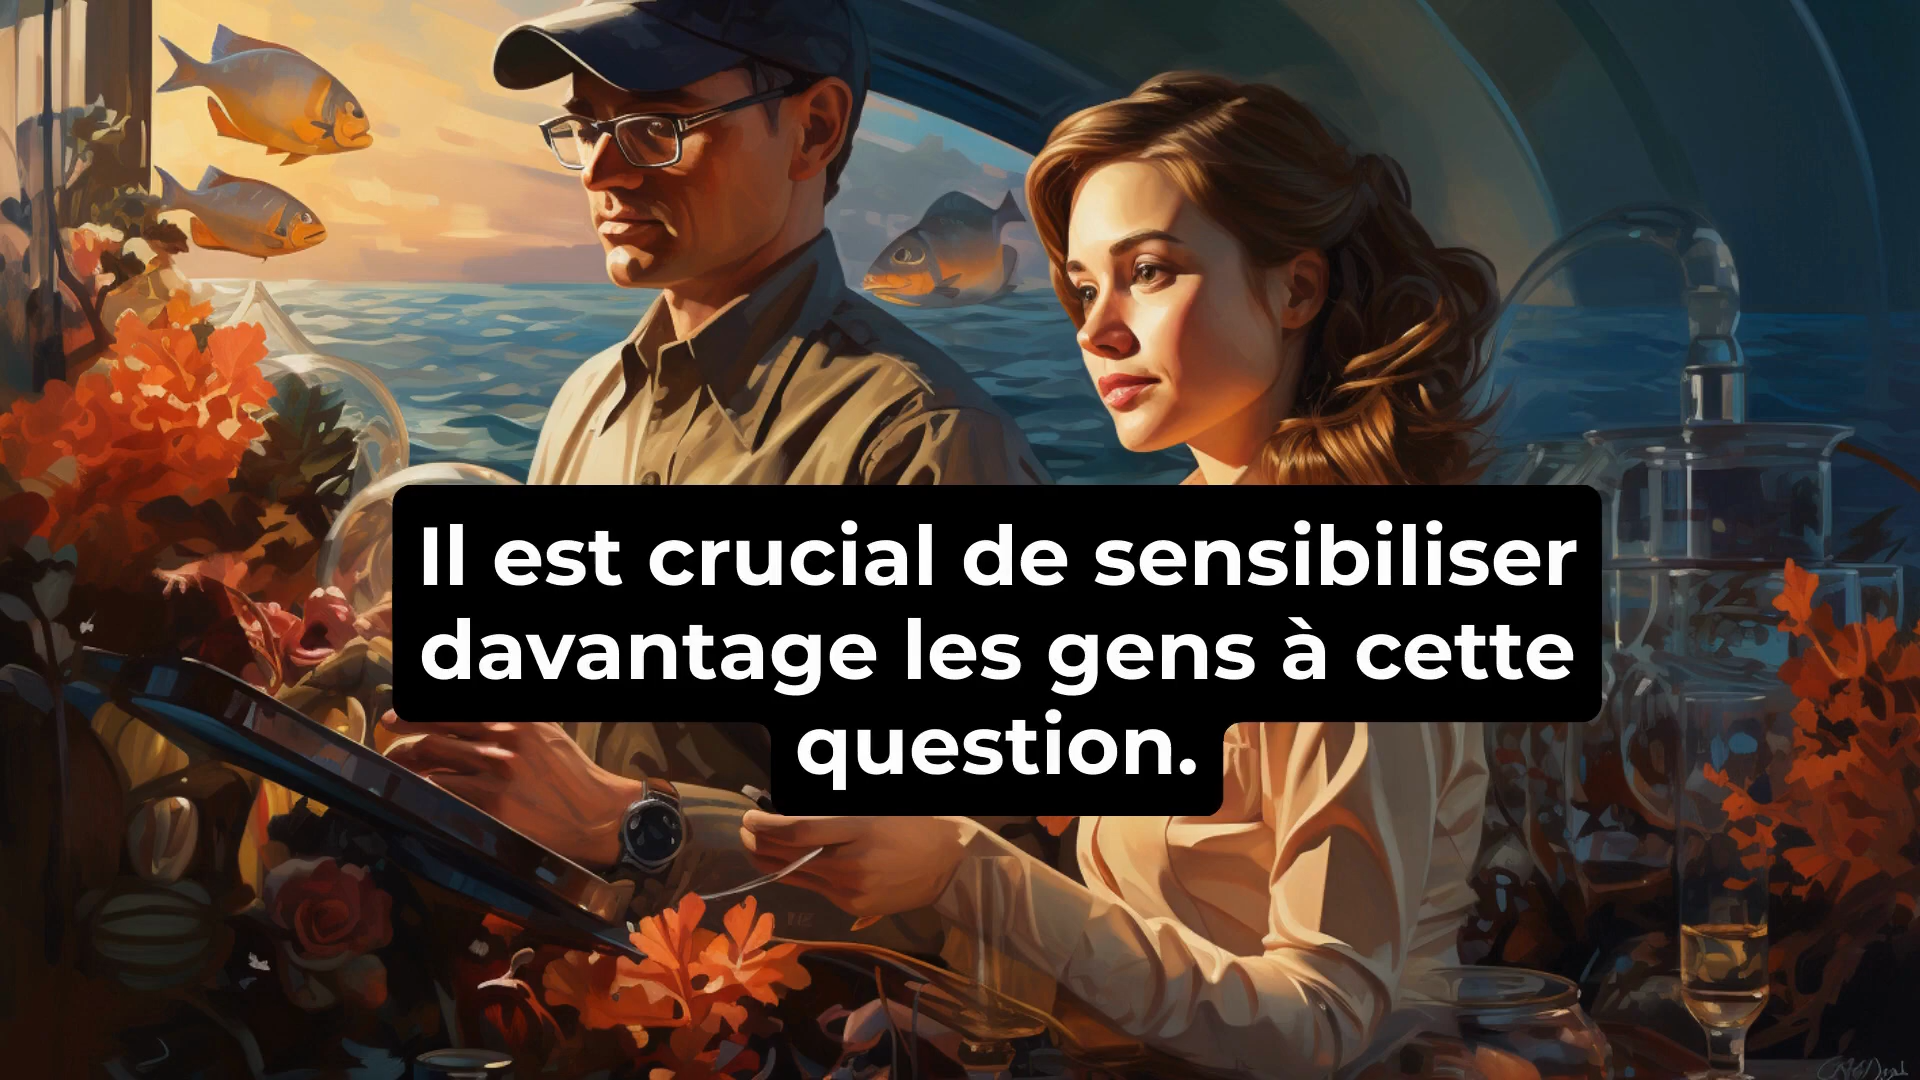 Il est crucial de sensibiliser
davantage les gens à cette
question.